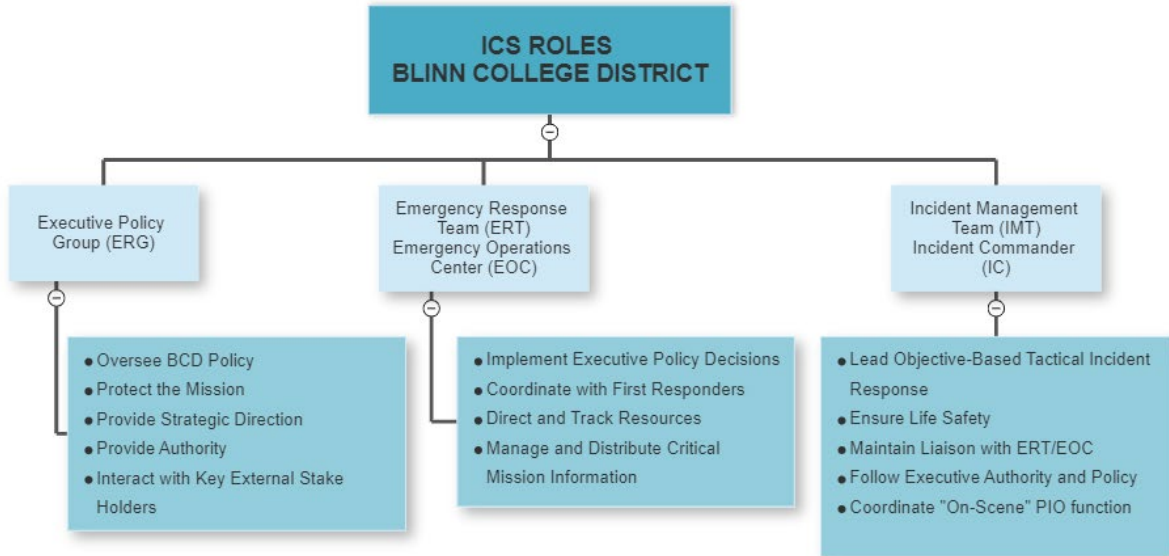 ICS ROLES
BLINN COLLEGE DISTRICT
Executive Policy
Group (ERG)
Emergency Response
Team (ERT)
Emergency Operations
Center (EOC)
Incident Management
Team (IMT)
Incident Commander
(IC)
● Oversee BCD Policy
● Protect the Mission
● Provide Strategic Direction
● Provide Authority
● Interact with Key External Stake
Holders
● Implement Executive Policy Decisions
● Coordinate with First Responders
● Direct and Track Resources
● Manage and Distribute Critical
Mission Information
● Lead Objective-Based Tactical Incident
Response
● Ensure Life Safety
● Maintain Liaison with ERT/EOC
● Follow Executive Authority and Policy
● Coordinate "On-Scene" PIO function